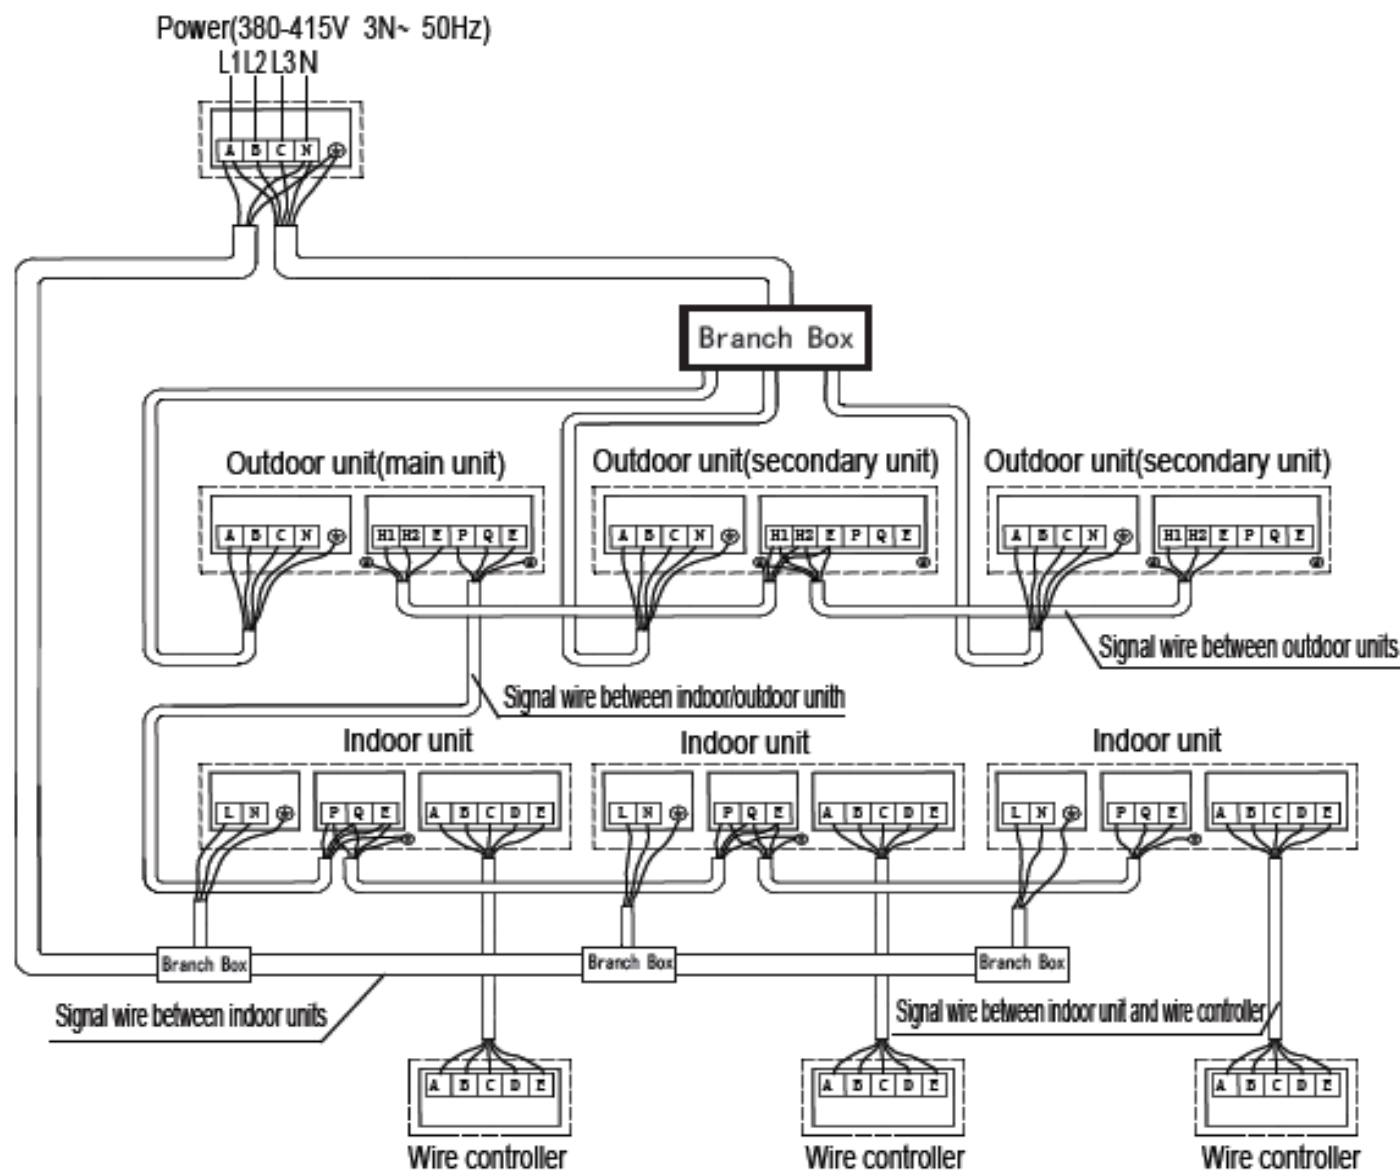 Power(380-415V 3N~ 50Hz)
L1 L2 L3 N
A B C N
Branch Box
Outdoor unit(main unit)
Outdoor unit(secondary unit)
Outdoor unit(secondary unit)
A B C N
H1 H2 E P Q E
A B C N
H1 H2 E P Q E
A B C N
H1 H2 E P Q E
Signal wire between outdoor units
Signal wire between indoor/outdoor unith
Indoor unit
Indoor unit
Indoor unit
L N
P Q E
A B C D E
L N
P Q E
A B C D E
L N
P Q E
A B C D E
Branch Box
Branch Box
Branch Box
Signal wire between indoor units
Signal wire between indoor unit and wire controller
A B C D E
A B C D E
A B C D E
Wire controller
Wire controller
Wire controller